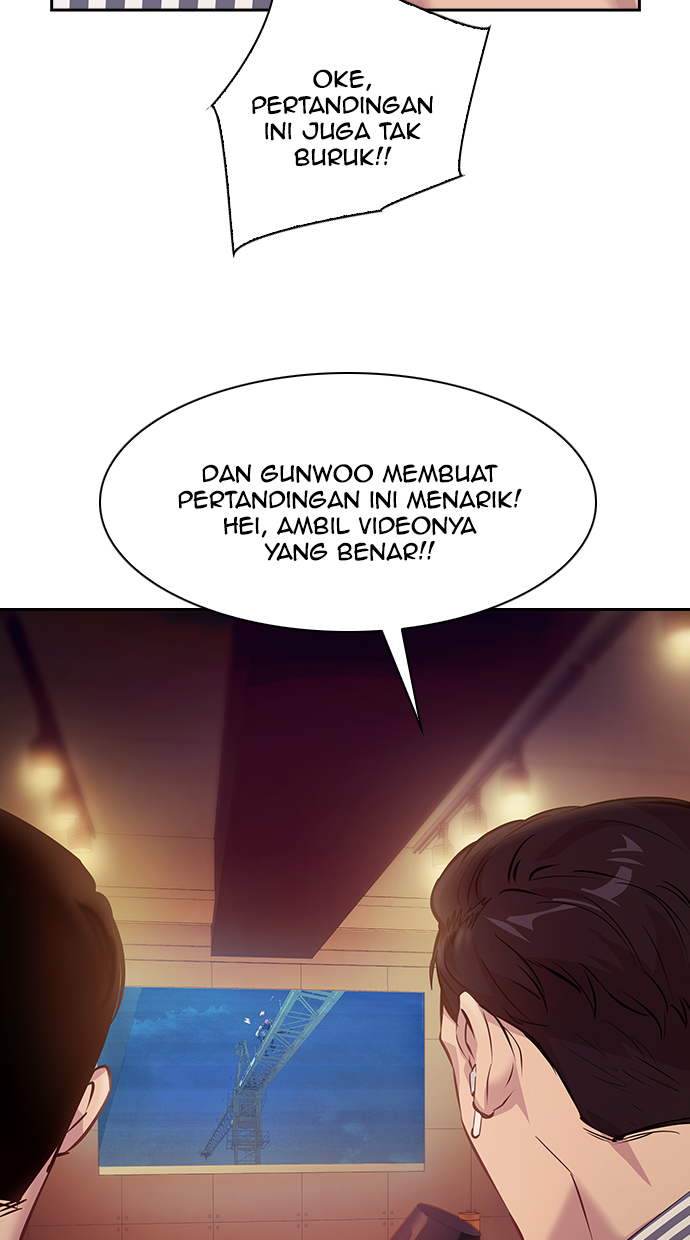 OKE,
PERTANDINGAN
INI JUGA TAK
BURUK!!
DAN GUNWOO MEMBUAT
PERTANDINGAN INI MENARIK!
HEI, AMBIL VIDEONYA
YANG BENAR!!